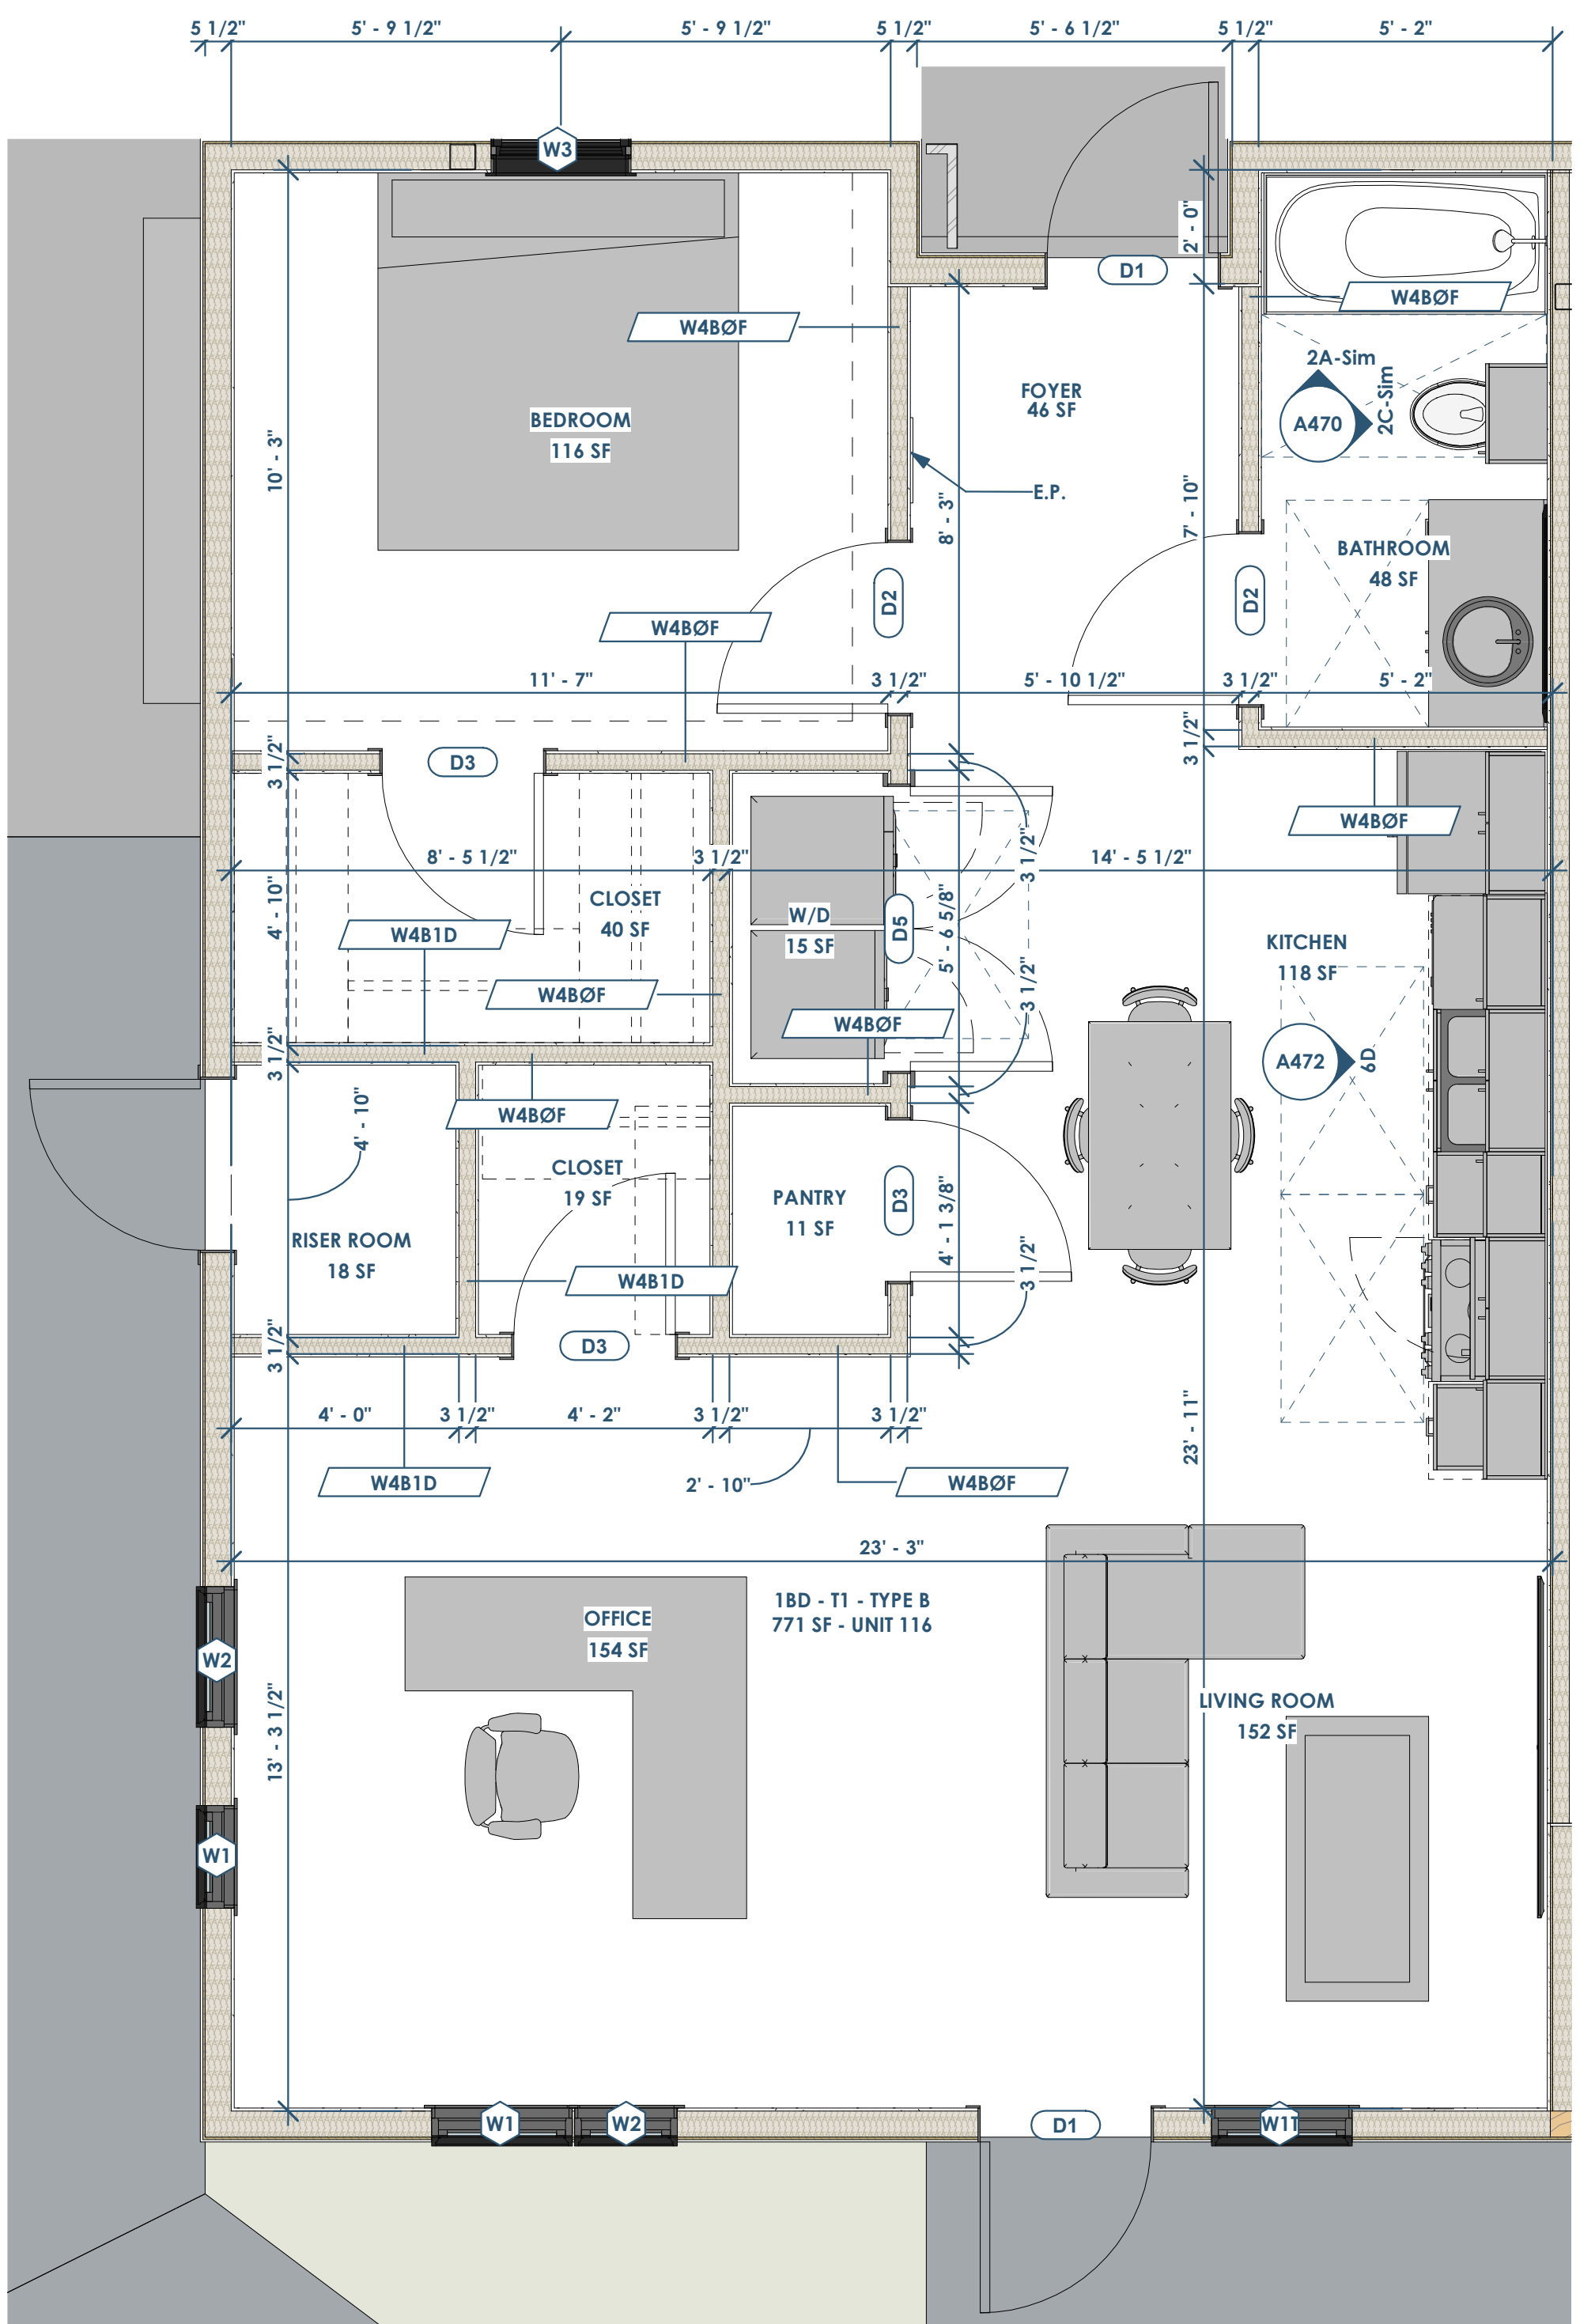 5 1/2"
5' - 9 1/2"
5' - 9 1/2"
5 1/2"
5' - 6 1/2"
5 1/2"
5' - 2"
W3
2' - 0"
D1
W4BØF
W4BØF
2A-Sim
2C-Sim
A470
FOYER
46 SF
BEDROOM
116 SF
10' - 3"
E.P.
8' - 3"
7' - 10"
BATHROOM
48 SF
D2
D2
W4BØF
11' - 7"
3 1/2"
5' - 10 1/2"
3 1/2"
5' - 2"
3 1/2"
3 1/2"
D3
W4BØF
8' - 5 1/2"
3 1/2"
3 1/2"
14' - 5 1/2"
CLOSET
40 SF
4' - 10"
W4B1D
W/D
15 SF
D5
5' - 6 5/8"
KITCHEN
118 SF
W4BØF
3 1/2"
W4BØF
3 1/2"
A472
6D
4' - 10"
W4BØF
CLOSET
19 SF
PANTRY
11 SF
D3
4' - 1 3/8"
RISER ROOM
18 SF
W4B1D
3 1/2"
3 1/2"
D3
4' - 0"
3 1/2"
4' - 2"
3 1/2"
3 1/2"
23' - 11"
W4B1D
2' - 10"
W4BØF
23' - 3"
1BD - T1 - TYPE B
771 SF - UNIT 116
OFFICE
154 SF
W2
LIVING ROOM
152 SF
13' - 3 1/2"
W1
W1
W2
D1
W1T